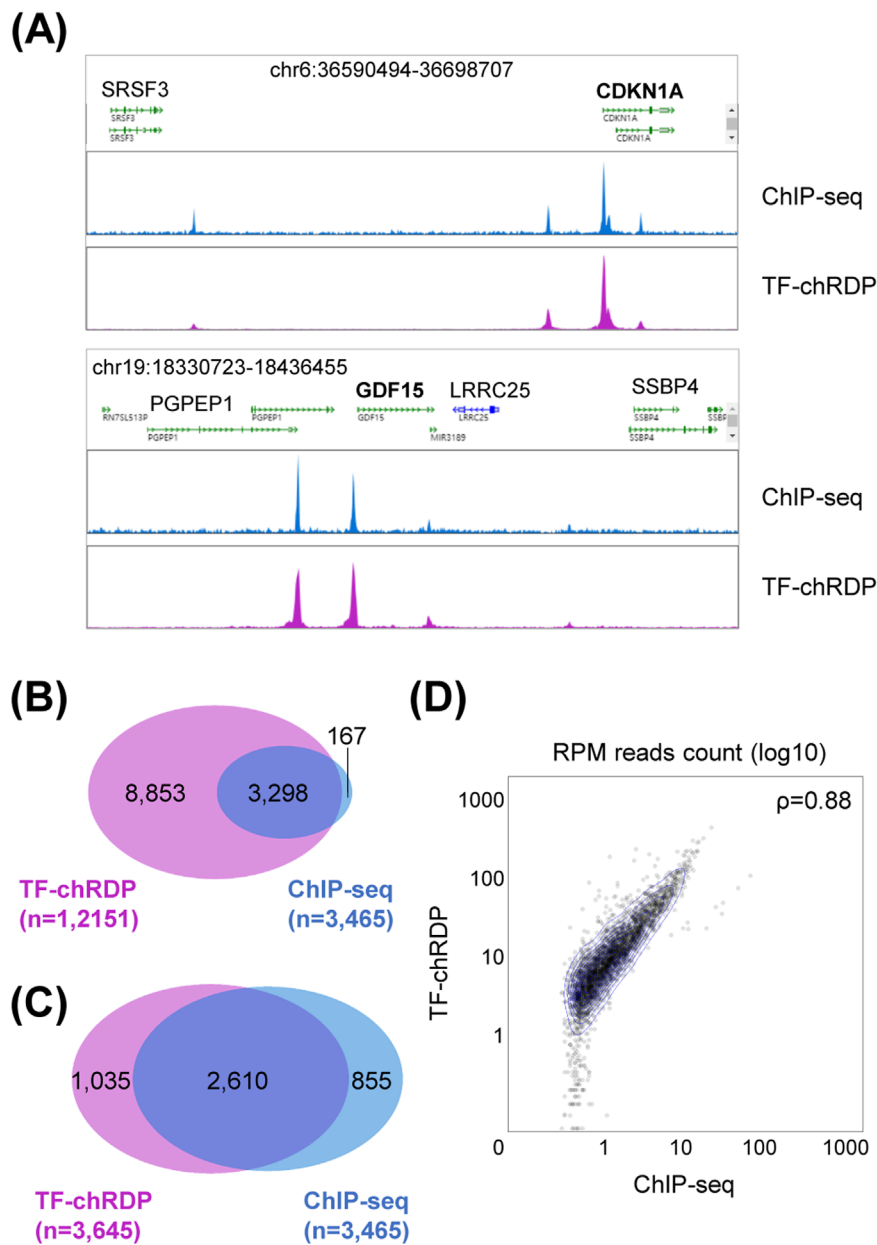 (A)
chr6:36590494-36698707
SRSF3
CDKN1A
SRSF3
CDKN1A
SRSF3
CDKN1A
ChIP-seq
TF-chRDP
chr19:18330723-18436455
PGPEP1
GDF15
LRRC25
SSBP4
RN7SL513P
PGPEP1
GDF15
LRRC25
SSBP4
SSBP
PGPEP1
MIR3189
SSBP4
ChIP-seq
TF-chRDP
(B)
167
8,853
3,298
TF-chRDP
(n=1,2151)
ChIP-seq
(n=3,465)
(C)
1,035
2,610
855
TF-chRDP
(n=3,645)
ChIP-seq
(n=3,465)
(D)
RPM reads count (log10)
ρ=0.88
1000
100
10
1
TF-chRDP
0
1
10
100
1000
ChIP-seq